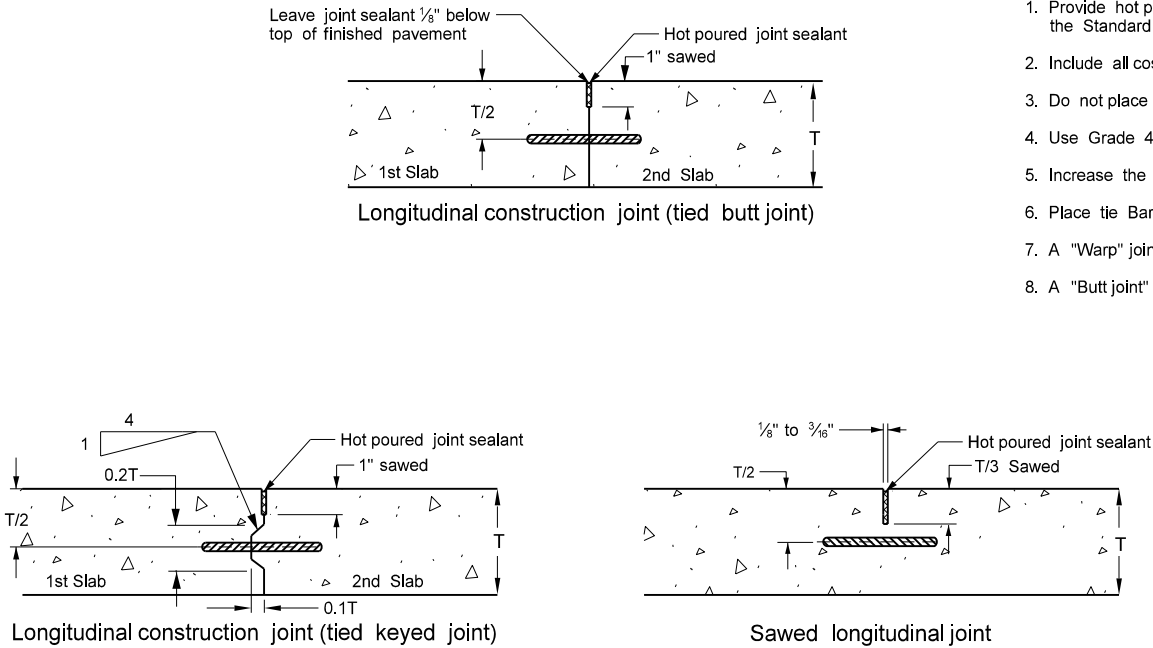 Leave joint sealant ⅛" below
top of finished pavement
Hot poured joint sealant
1" sawed
T/2
T
1st Slab
2nd Slab
Longitudinal construction joint (tied butt joint)
1. Provide hot p
the Standard
2. Include all cos
3. Do not place
4. Use Grade 4
5. Increase the
6. Place tie Bar
7. A "Warp" join
8. A "Butt joint"
4
1
0.2T
Hot poured joint sealant
1" sawed
T/2
T
1st Slab
2nd Slab
0.1T
Longitudinal construction joint (tied keyed joint)
⅛" to 3⁄16"
Hot poured joint sealant
T/2
T/3 Sawed
T
Sawed longitudinal joint